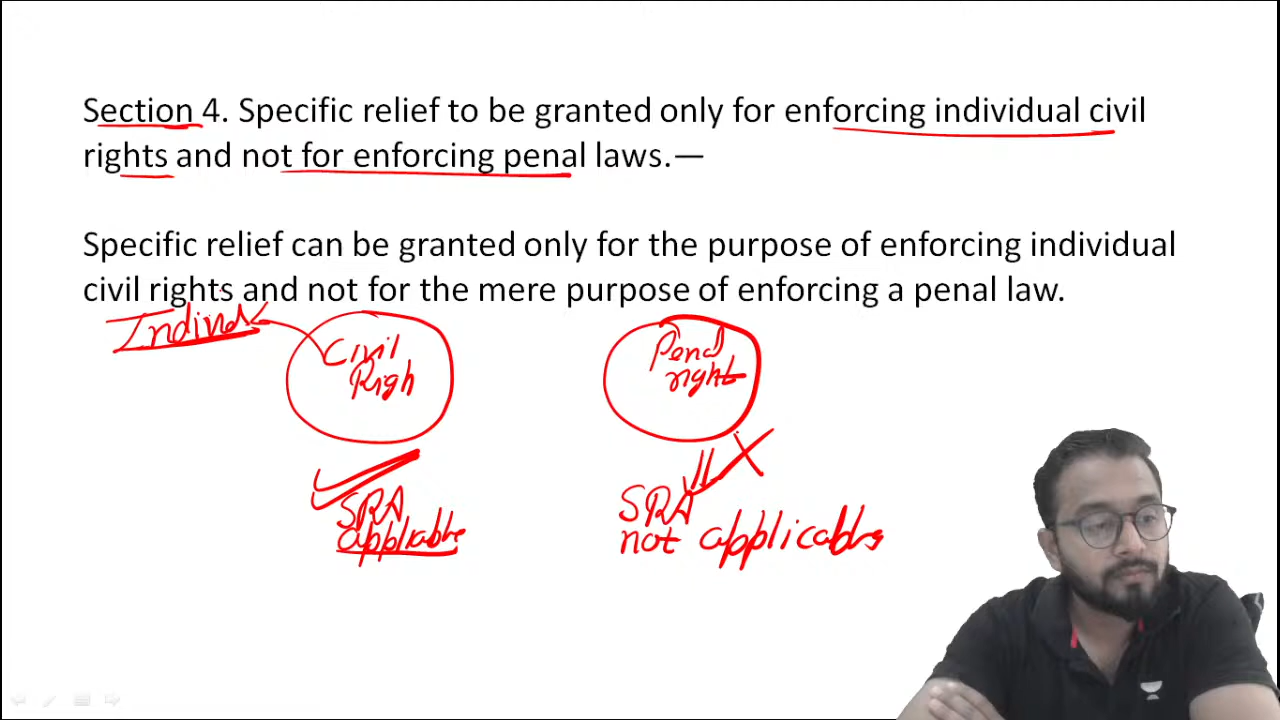 Section 4. Specific relief to be granted only for enforcing individual civil
rights and not for enforcing penal laws.—
Specific relief can be granted only for the purpose of enforcing individual
civil rights and not for the mere purpose of enforcing a penal law.
Civil
Righ
Penal
right
SRA
applicable
SRA
not applicable